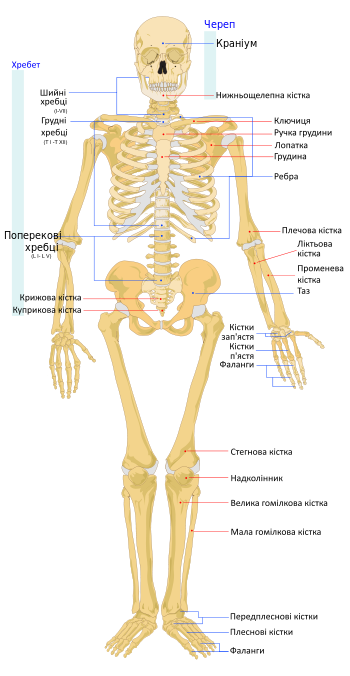 Череп
Краніум
Хребет
Шийні
хребці
(I-VII)
Нижньощелепна кістка
Грудні
хребці
(T I -T XII)
Ключиця
Ручка грудини
Лопатка
Грудина
Ребра
Поперекові
хребці
(L I- L V)
Плечова кістка
Ліктьова
кістка
Променева
кістка
Таз
Крикова кістка
Куприкова кістка
Кістки
зап'ястя
Кістки
п'ястя
Фаланги
Стегнова кістка
Надколінник
Велика гомілкова кістка
Мала гомілкова кістка
Передплеснові кістки
Плеснові кістки
Фаланги